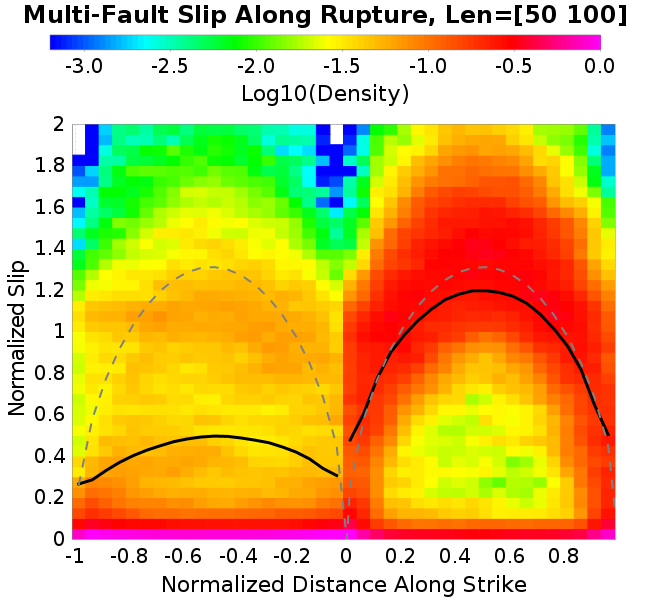 Multi-Fault Slip Along Rupture, Len=[50 100]
-3.0 -2.5 -2.0 -1.5 -1.0 -0.5 0.0
Log10(Density)
2
1.8
1.6
1.4
1.2
1
0.8
0.6
0.4
0.2
0
Normalized Slip
-1 -0.8 -0.6 -0.4 -0.2 0 0.2 0.4 0.6 0.8
Normalized Distance Along Strike